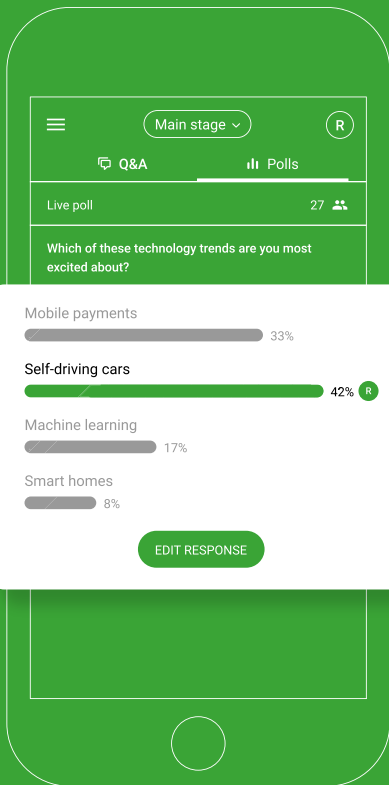 Main stage
R
Q&A
Polls
Live poll
27
Which of these technology trends are you most
excited about?
Mobile payments
33%
Self-driving cars
42%
R
Machine learning
17%
Smart homes
8%
EDIT RESPONSE